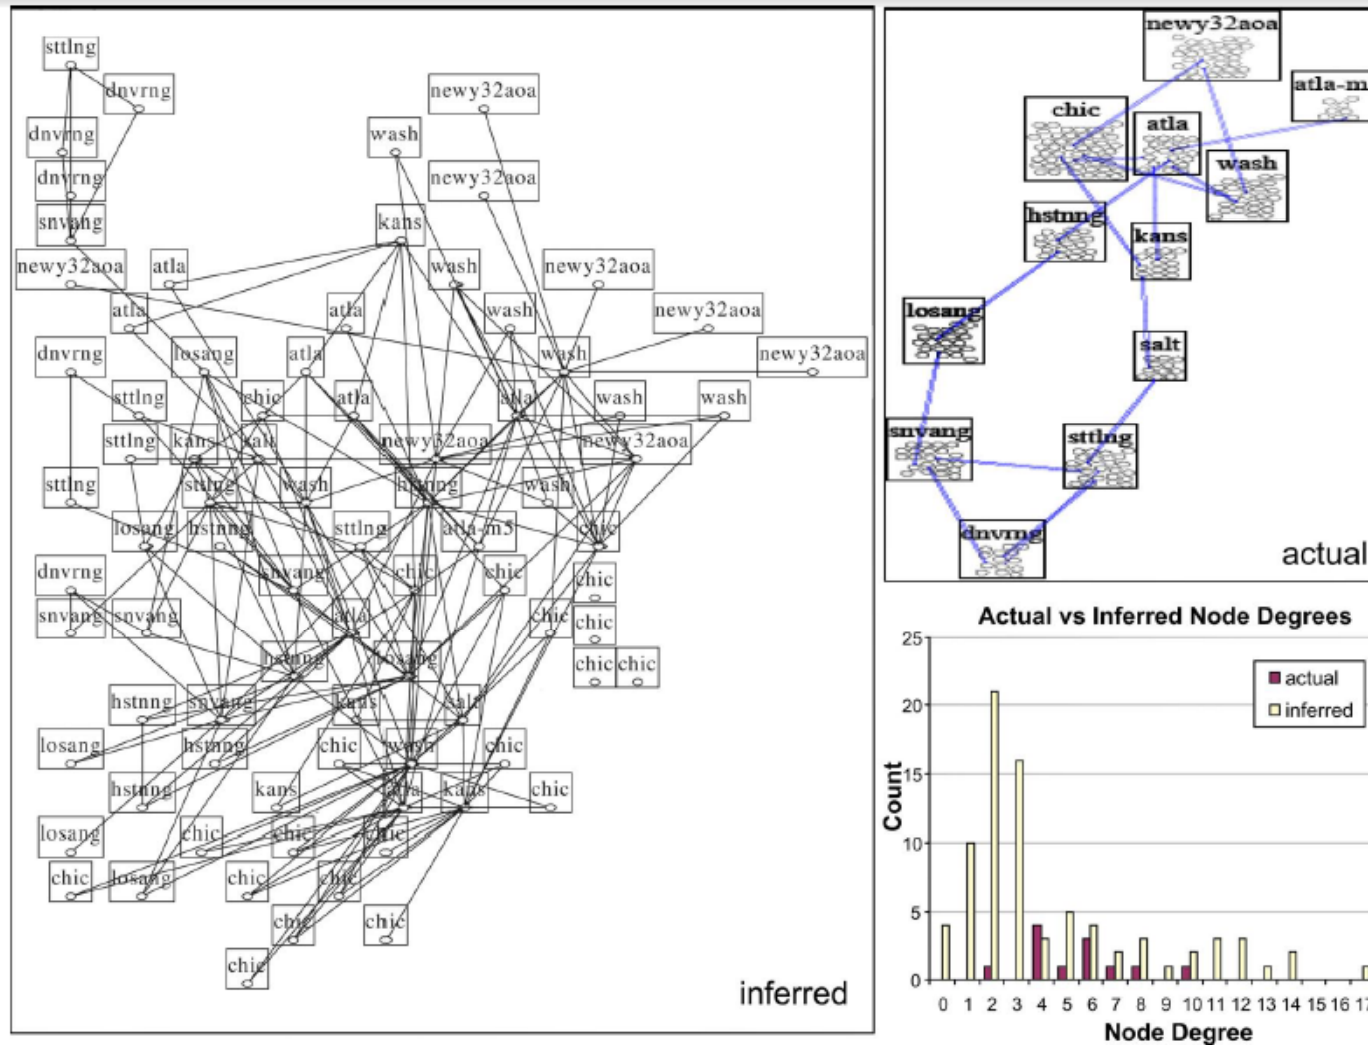 sttlng
dnvrng
newy32aoa
dnvrng
wash
dnvrng
newy32aoa
snvang
kans
newy32aoa
atla
wash
newy32aoa
atla
atla
wash
newy32aoa
dnvrng
losang
atla
wash
newy32aoa
sttlng
chic
atla
atla
wash
wash
sttlng
kans
salt
newy32aoa
newy32aoa
sttlng
sttlng
wash
hstnng
wash
losang
hstnng
sttlng
atla-m5
chic
dnvrng
snvang
chic
chic
chic
snvang
snvang
atla
chic
chic
hstnng
losang
chic
chic
hstnng
snvang
kans
salt
losang
hstnng
chic
wash
chic
hstnng
kans
atla
kans
chic
losang
chic
chic
chic
chic
losang
chic
chic
chic
chic
chic
inferred
newy32aoa
atla-m
chic
atla
wash
hstnng
kans
losang
salt
snvang
sttlng
dnvrng
actual
Actual vs Inferred Node Degrees
25
20
15
10
5
0
Count
actual
inferred
0 1 2 3 4 5 6 7 8 9 10 11 12 13 14 15 16 17
Node Degree